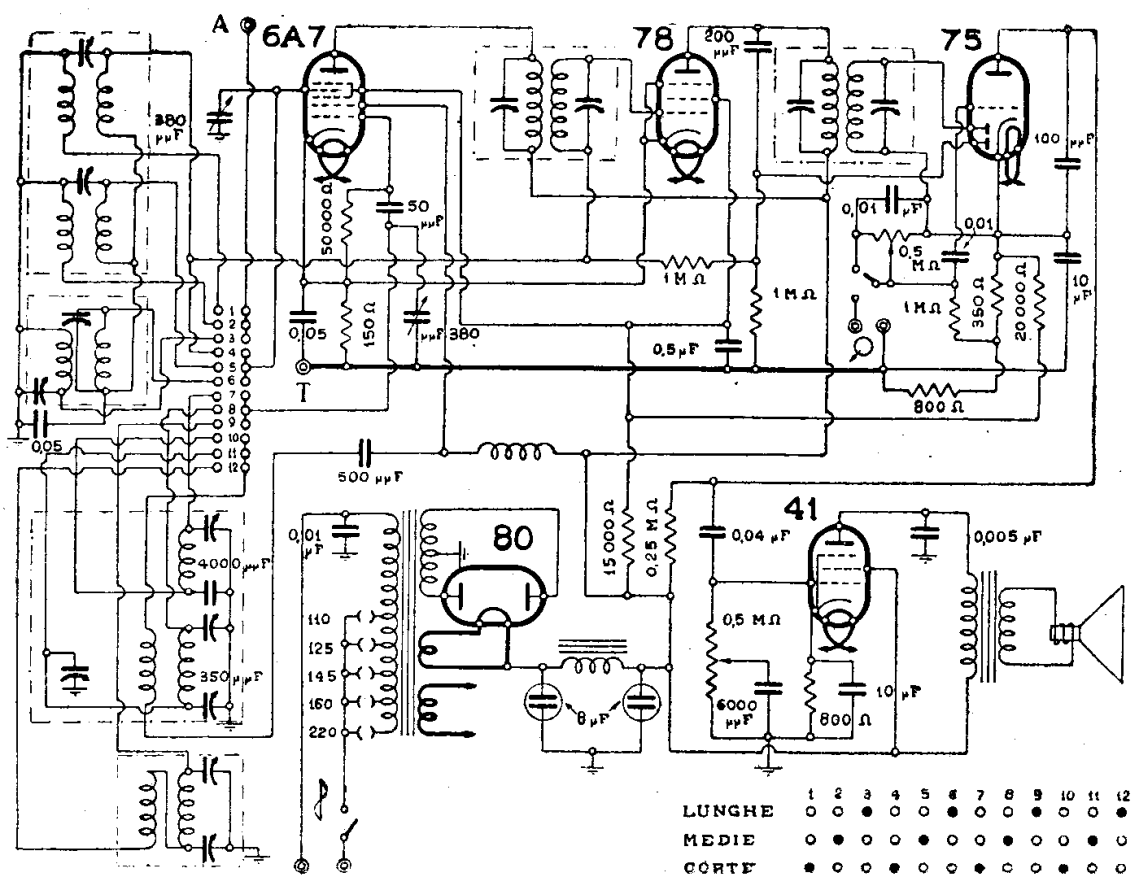 A
6A7
78
200
μμF
75
380
μμF
50000 Ω
50
μμF
100 μμF
0,01 μF
0,01
0,5
MΩ
1 MΩ
1 MΩ
1 MΩ
350 Ω
20000 Ω
10 μF
0,05
150 Ω
μμF 380
0,5 μF
T
800 Ω
1
2
3
4
5
6
7
8
9
10
11
12
0,05
500 μμF
0,01
μF
80
15000 Ω
0,25 MΩ
0,04 μF
41
0,005 μF
4000 μμF
350 μμF
110
125
145
160
220
8 μF
0,5 MΩ
6000
μμF
800 Ω
10 μF
1 2 3 4 5 6 7 8 9 10 11 12
LUNGHE
MEDIE
CORTE